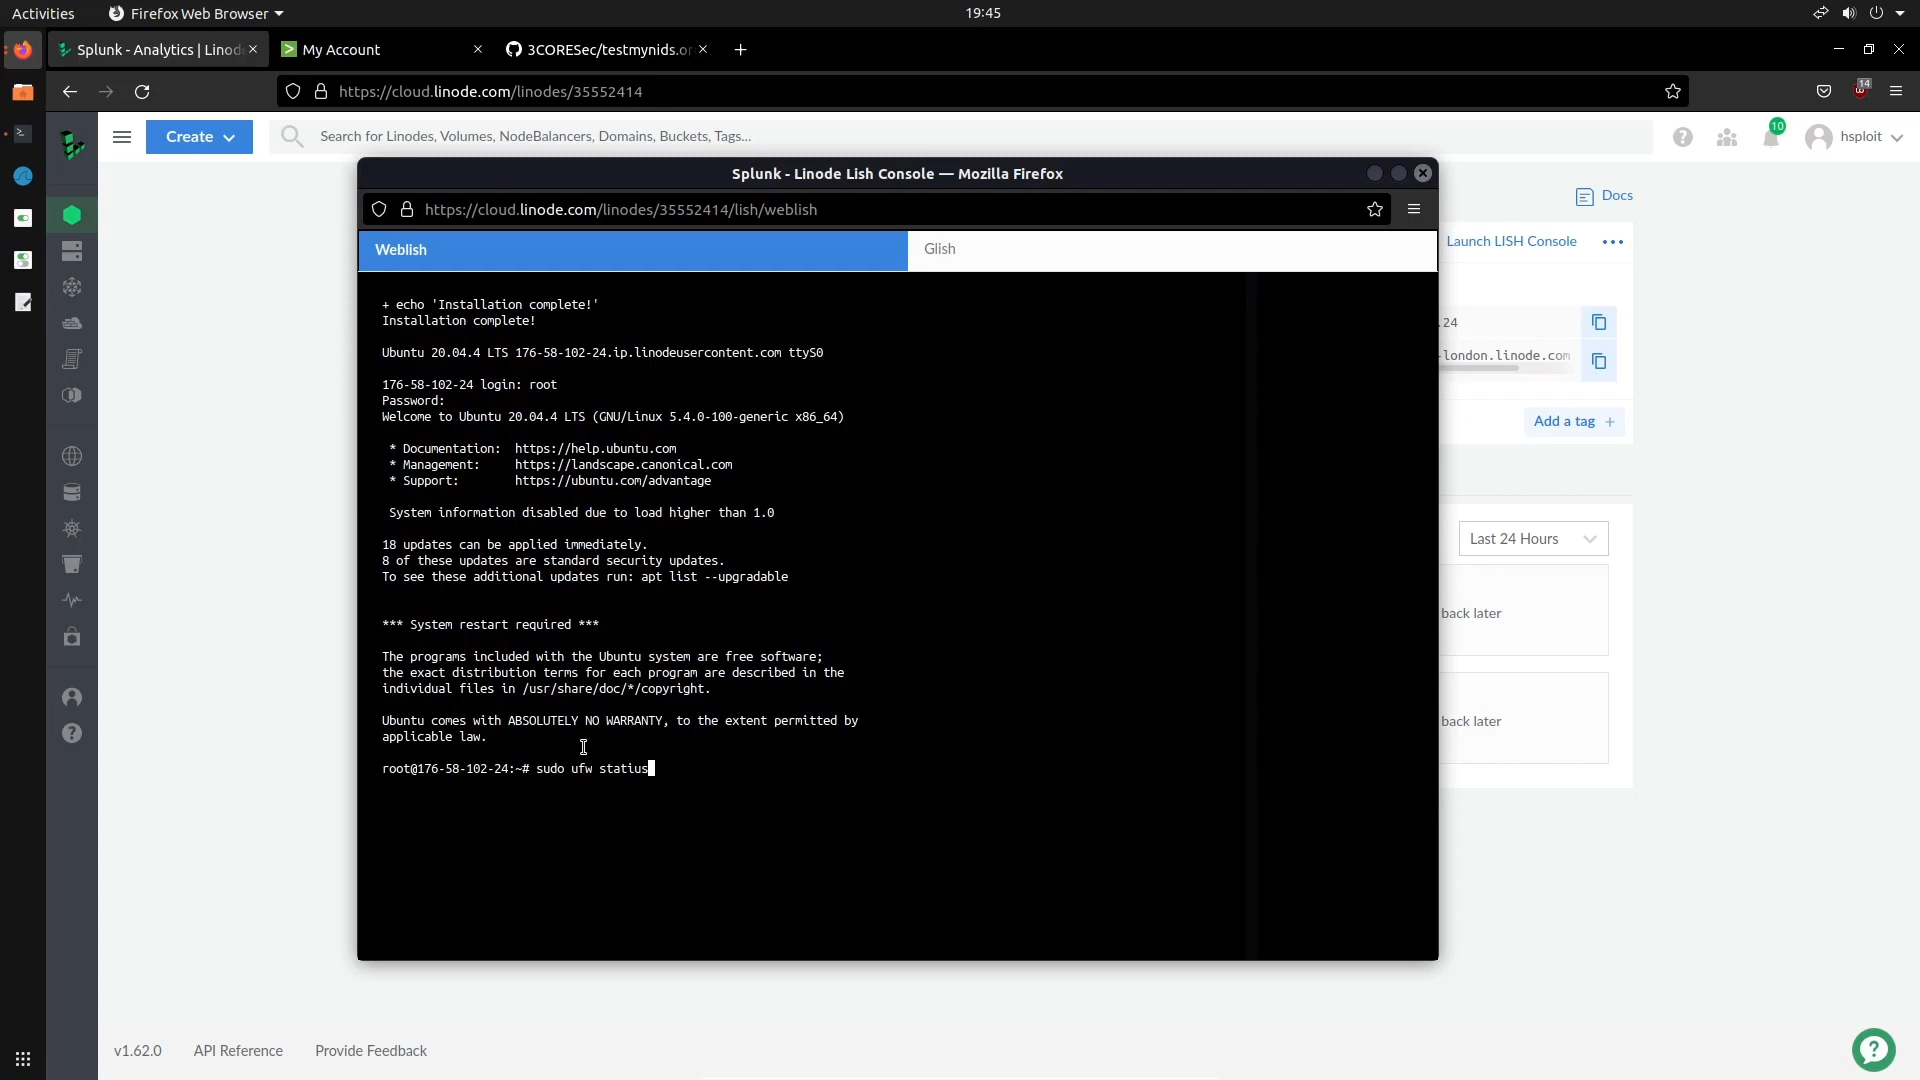 Activities
Firefox Web Browser
19:45
Splunk - Analytics | Linod
My Account
3CORESec/testmynids.or
https://cloud.linode.com/linodes/35552414
14
Create
Search for Linodes, Volumes, NodeBalancers, Domains, Buckets, Tags...
10
hsploit
Splunk - Linode Lish Console — Mozilla Firefox
https://cloud.linode.com/linodes/35552414/lish/weblish
Weblish
Glish
+ echo 'Installation complete!'
Installation complete!
Ubuntu 20.04.4 LTS 176-58-102-24.ip.linodeusercontent.com ttyS0
176-58-102-24 login: root
Password:
Welcome to Ubuntu 20.04.4 LTS (GNU/Linux 5.4.0-100-generic x86_64)
* Documentation:  https://help.ubuntu.com
* Management:     https://landscape.canonical.com
* Support:        https://ubuntu.com/advantage
System information disabled due to load higher than 1.0
18 updates can be applied immediately.
8 of these updates are standard security updates.
To see these additional updates run: apt list --upgradable
*** System restart required ***
The programs included with the Ubuntu system are free software;
the exact distribution terms for each program are described in the
individual files in /usr/share/doc/*/copyright.
Ubuntu comes with ABSOLUTELY NO WARRANTY, to the extent permitted by
applicable law.
root@176-58-102-24:~# sudo ufw statius
Docs
Launch LISH Console
.24
-london.linode.com
Add a tag +
Last 24 Hours
back later
back later
v1.62.0
API Reference
Provide Feedback